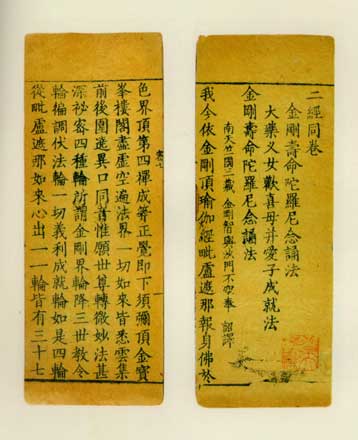 二經同卷
金剛壽命陀羅尼念誦法
大藥叉女歡喜母并愛子成就法
金剛壽命陀羅尼念誦法
南天竺國三藏金剛智與沙門不空奉 詔譯
我今依金剛頂瑜伽經毗盧遮那報身佛於
色界頂第四禪成等正覺即下須彌頂金寶
峯樓閣盡虛空遍法界一切如來皆悉雲集
前後圍遶異口同音惟願世尊轉微妙法甚
深祕密四種輪所謂金剛界輪降三世教令
輪徧調伏法輪一切義利成就輪如是四輪
從毗盧遮那如來心出一一輪皆有三十七